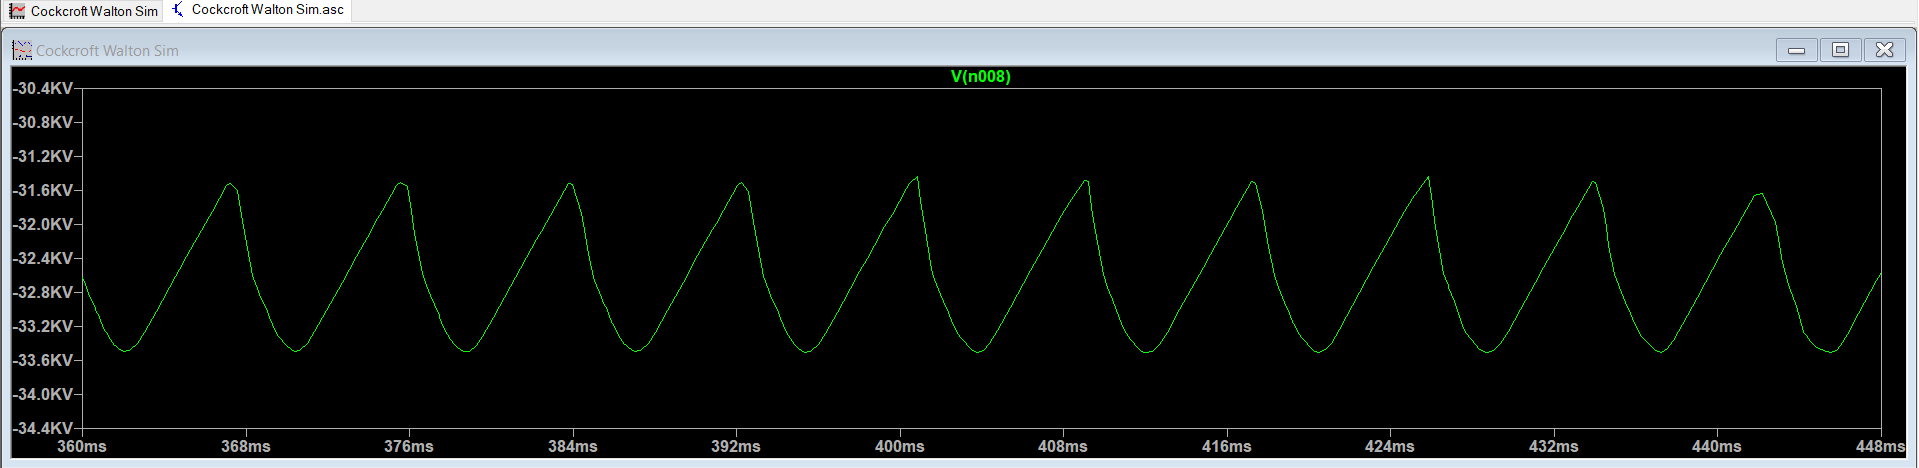 Cockcroft Walton Sim Cockcroft Walton Sim.asc
Cockcroft Walton Sim
V(n008)
-30.4KV
-30.8KV
-31.2KV
-31.6KV
-32.0KV
-32.4KV
-32.8KV
-33.2KV
-33.6KV
-34.0KV
-34.4KV
360ms 368ms 376ms 384ms 392ms 400ms 408ms 416ms 424ms 432ms 440ms 448ms